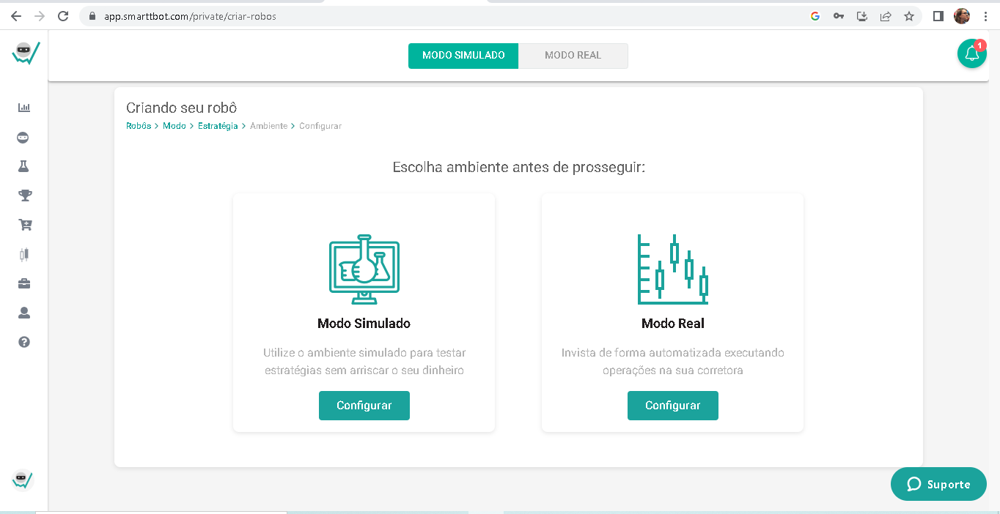 app.smarttbot.com/private/criar-robos
MODO SIMULADO MODO REAL
1
Criando seu robô
Robôs > Modo > Estratégia > Ambiente > Configurar
Escolha ambiente antes de prosseguir:
Modo Simulado
Utilize o ambiente simulado para testar
estratégias sem arriscar o seu dinheiro
Configurar
Modo Real
Invista de forma automatizada executando
operações na sua corretora
Configurar
Suporte